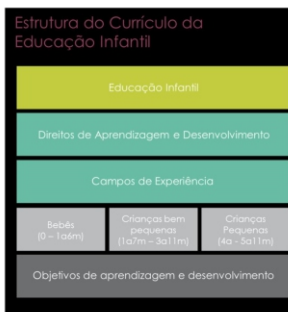 Estrutura do Currículo da
Educação Infantil
Educação Infantil
Direitos de Aprendizagem e Desenvolvimento
Campos de Experiência
Bebês
(0 – 1a6m)
Crianças bem
pequenas
(1a7m – 3a11m)
Crianças
Pequenas
(4a - 5a11m)
Objetivos de aprendizagem e desenvolvimento